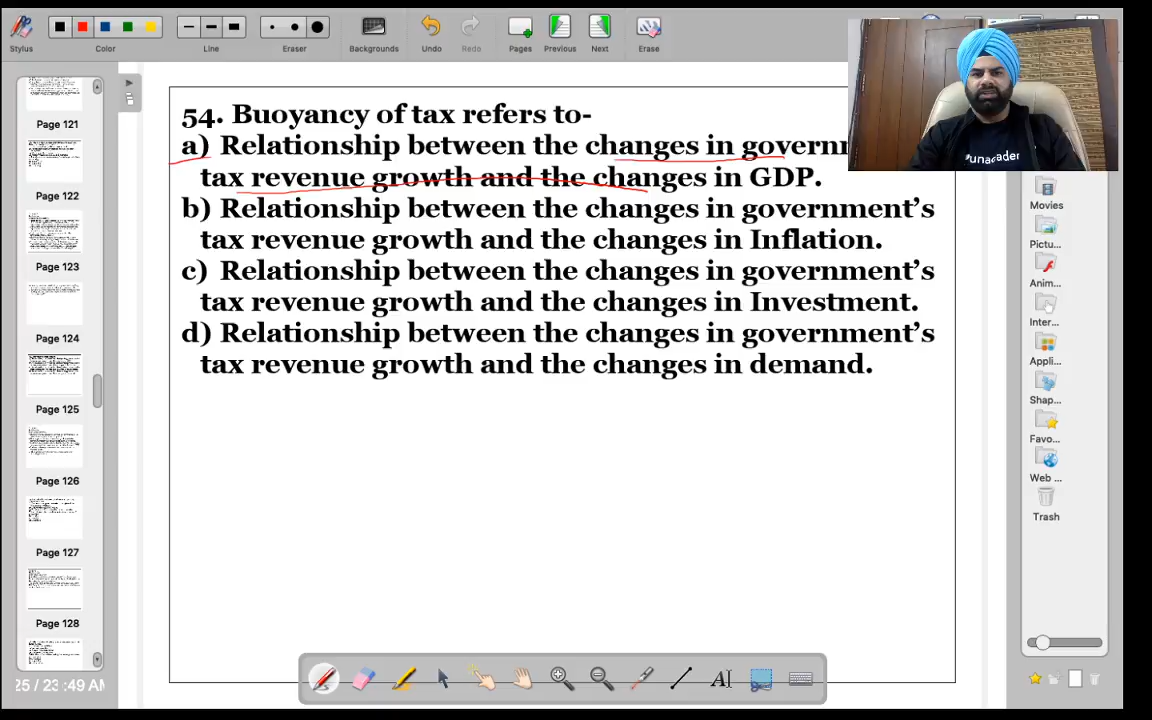 Stylus
Color
Line
Eraser
Backgrounds
Undo
Redo
Pages
Previous
Next
Erase
Page 121
Page 122
Page 123
Page 124
Page 125
Page 126
Page 127
Page 128
54. Buoyancy of tax refers to-
a) Relationship between the changes in governm
tax revenue growth and the changes in GDP.
b) Relationship between the changes in government’s
tax revenue growth and the changes in Inflation.
c) Relationship between the changes in government’s
tax revenue growth and the changes in Investment.
d) Relationship between the changes in government’s
tax revenue growth and the changes in demand.
unacadem
Movies
Pictu...
Anim...
Inter...
Appli...
Shap...
Favo...
Web ...
Trash